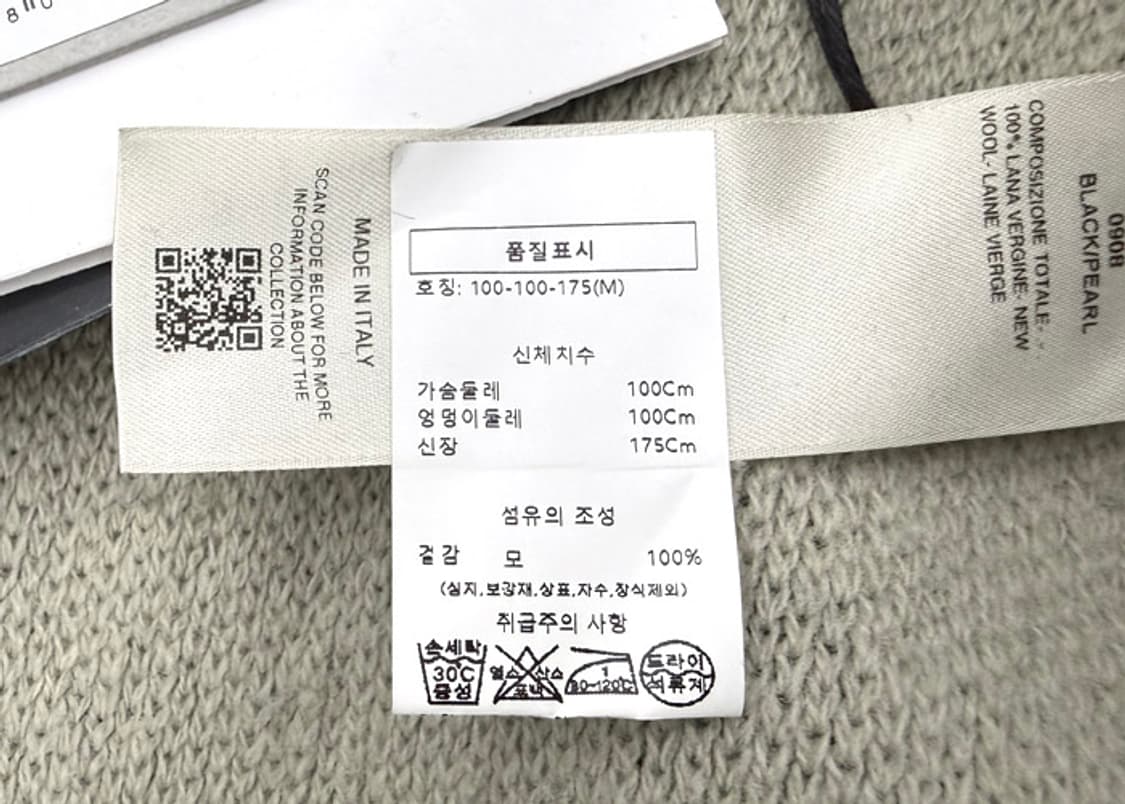 SCAN CODE BELOW FOR MORE
INFORMATION ABOUT THE
COLLECTION
MADE IN ITALY
품질표시
호칭: 100-100-175(M)
신체치수
가슴둘레 100Cm
엉덩이둘레 100Cm
신장 175Cm
섬유의 조성
겉감 모 100%
(심지,보강재,상표,자수,장식제외)
취급주의 사항
손세탁
30℃
중성
염소 산소
표백
1
80~120℃
드라이
석유계
0908
BLACK/PEARL
COMPOSIZIONE TOTALE-
100% LANA VERGINE- NEW
WOOL- LAINE VIERGE